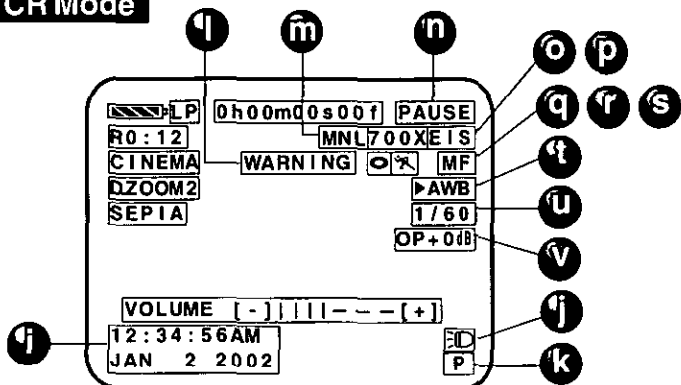 CR Mode
l m n
o p
LP 0h00m00s00f PAUSE
R0:12 MNL 700X EIS
q r s
CINEMA WARNING MF
t
D.ZOOM2 ▶AWB
SEPIA 1/60
u
OP+0dB
v
VOLUME [-]||||---[+]
12:34:56AM
j
i
JAN 2 2002 P
k